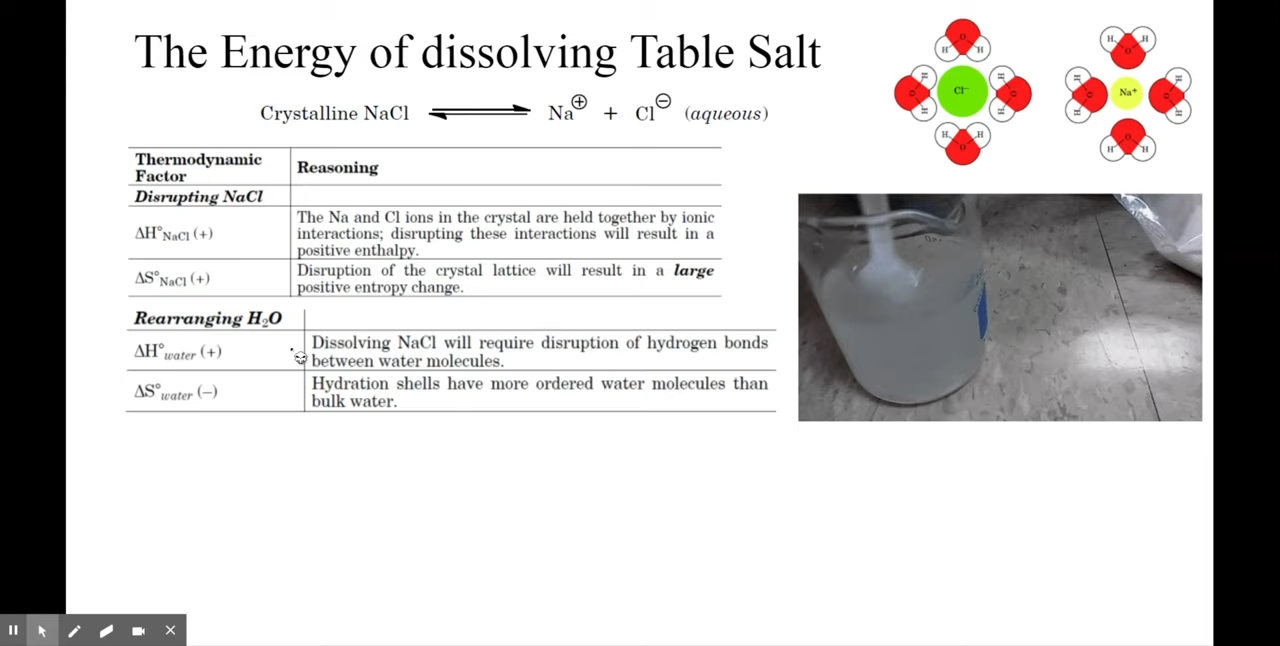 The Energy of dissolving Table Salt
Crystalline NaCl ⇌ Na⊕ + Cl⊖ (aqueous)
Thermodynamic Factor Reasoning
Disrupting NaCl
ΔH°NaCl (+) The Na and Cl ions in the crystal are held together by ionic
interactions; disrupting these interactions will result in a
positive enthalpy.
ΔS°NaCl (+) Disruption of the crystal lattice will result in a large
positive entropy change.
Rearranging H₂O
ΔH°water (+) Dissolving NaCl will require disruption of hydrogen bonds
between water molecules.
ΔS°water (–) Hydration shells have more ordered water molecules than
bulk water.
O
H H
H O H
Cl⁻
H O H
H H
O
H H
O
H O H
Na⁺
H O H
O
H H